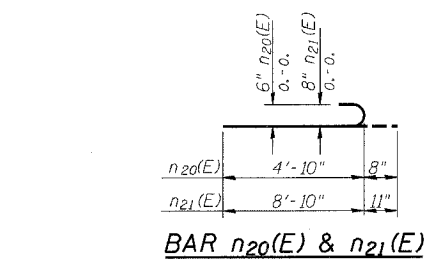 6" n20(E)
o.-o.
8" n21(E)
o.-o.
n20(E) 4'-10" 8"
n21(E) 8'-10" 11"
BAR n20(E) & n21(E)